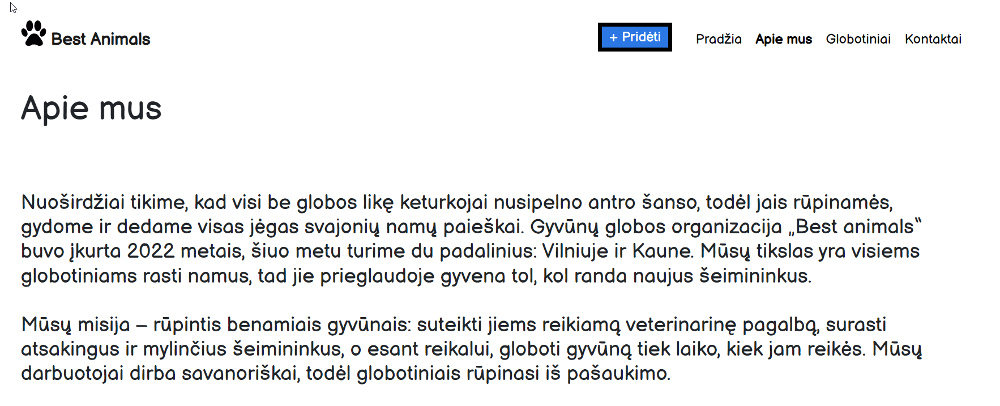 Best Animals
+ Pridėti
Pradžia
Apie mus
Globotiniai
Kontaktai
Apie mus
Nuoširdžiai tikime, kad visi be globos likę keturkojai nusipelno antro šanso, todėl jais rūpinamės,
gydome ir dedame visas jėgas svajonių namų paieškai. Gyvūnų globos organizacija „Best animals“
buvo įkurta 2022 metais, šiuo metu turime du padalinius: Vilniuje ir Kaune. Mūsų tikslas yra visiems
globotiniams rasti namus, tad jie prieglaudoje gyvena tol, kol randa naujus šeimininkus.
Mūsų misija – rūpintis benamiais gyvūnais: suteikti jiems reikiamą veterinarinę pagalbą, surasti
atsakingus ir mylinčius šeimininkus, o esant reikalui, globoti gyvūną tiek laiko, kiek jam reikės. Mūsų
darbuotojai dirba savanoriškai, todėl globotiniais rūpinasi iš pašaukimo.